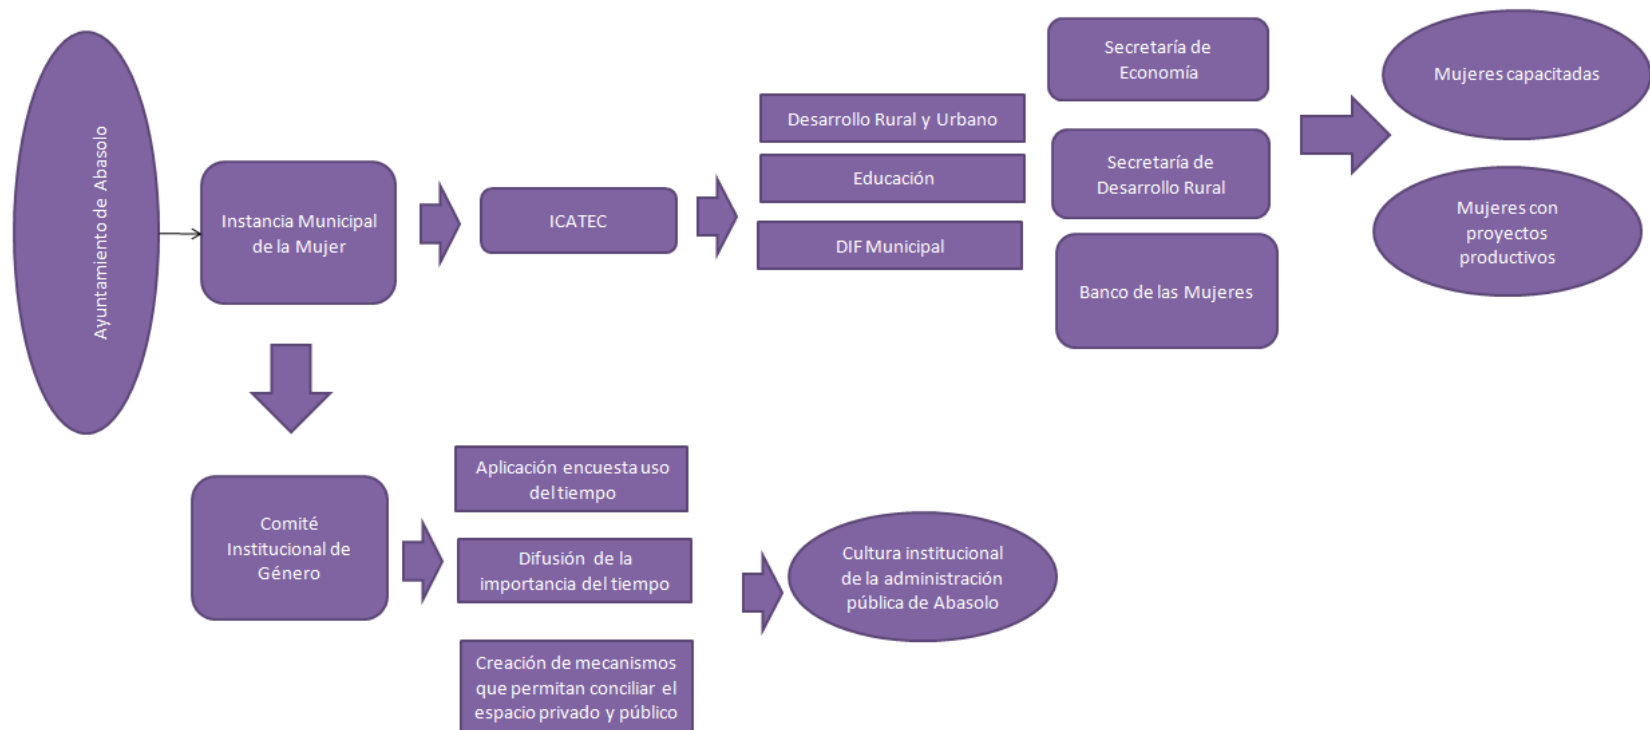 Ayuntamiento de Abasolo
Instancia Municipal
de la Mujer
ICATEC
Desarrollo Rural y Urbano
Educación
DIF Municipal
Secretaría de
Economía
Secretaría de
Desarrollo Rural
Banco de las Mujeres
Mujeres capacitadas
Mujeres con
proyectos
productivos
Comité
Institucional de
Género
Aplicación encuesta uso
del tiempo
Difusión de la
importancia del tiempo
Creación de mecanismos
que permitan conciliar el
espacio privado y público
Cultura institucional
de la administración
pública de Abasolo